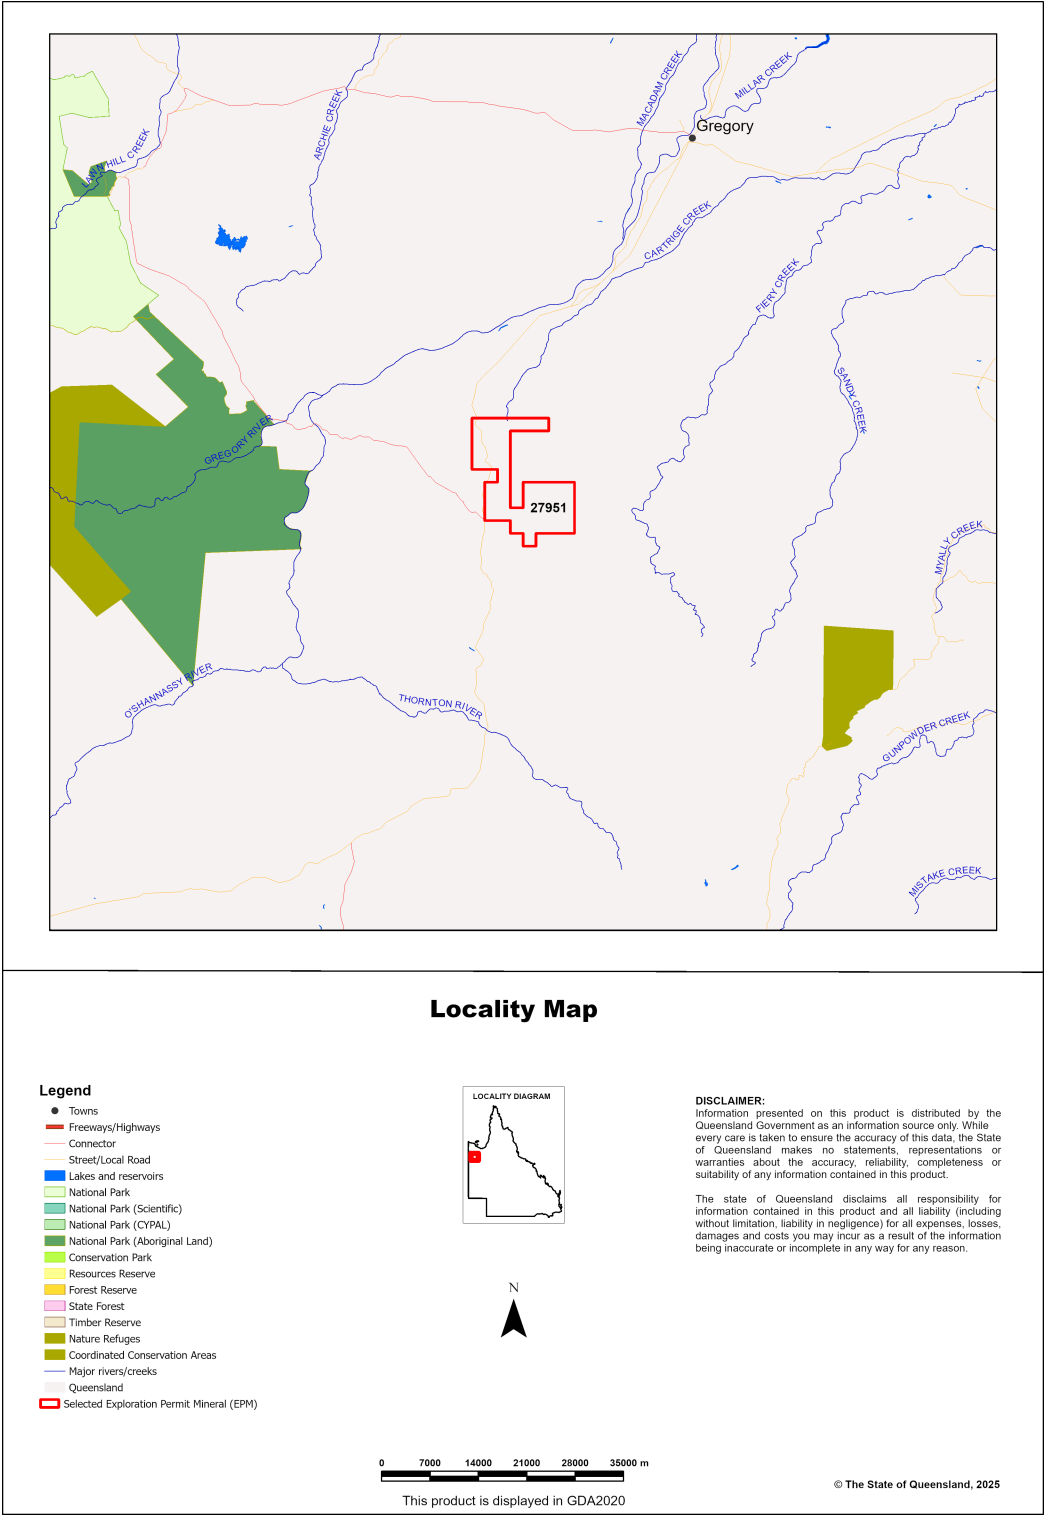 MACADAM CREEK
MILLAR CREEK
Gregory
ARCHIE CREEK
LAWN HILL CREEK
CARTRIGE CREEK
FIERY CREEK
SANDY CREEK
GREGORY RIVER
27951
MYALLY CREEK
O'SHANNASSY RIVER
THORNTON RIVER
GUNPOWDER CREEK
MISTAKE CREEK
Locality Map
Legend
Towns
Freeways/Highways
Connector
Street/Local Road
Lakes and reservoirs
National Park
National Park (Scientific)
National Park (CYPAL)
National Park (Aboriginal Land)
Conservation Park
Resources Reserve
Forest Reserve
State Forest
Timber Reserve
Nature Refuges
Coordinated Conservation Areas
Major rivers/creeks
Queensland
Selected Exploration Permit Mineral (EPM)
LOCALITY DIAGRAM
N
DISCLAIMER:
Information presented on this product is distributed by the
Queensland Government as an information source only. While
every care is taken to ensure the accuracy of this data, the State
of Queensland makes no statements, representations or
warranties about the accuracy, reliability, completeness or
suitability of any information contained in this product.
The state of Queensland disclaims all responsibility for
information contained in this product and all liability (including
without limitation, liability in negligence) for all expenses, losses,
damages and costs you may incur as a result of the information
being inaccurate or incomplete in any way for any reason.
0 7000 14000 21000 28000 35000 m
This product is displayed in GDA2020
© The State of Queensland, 2025